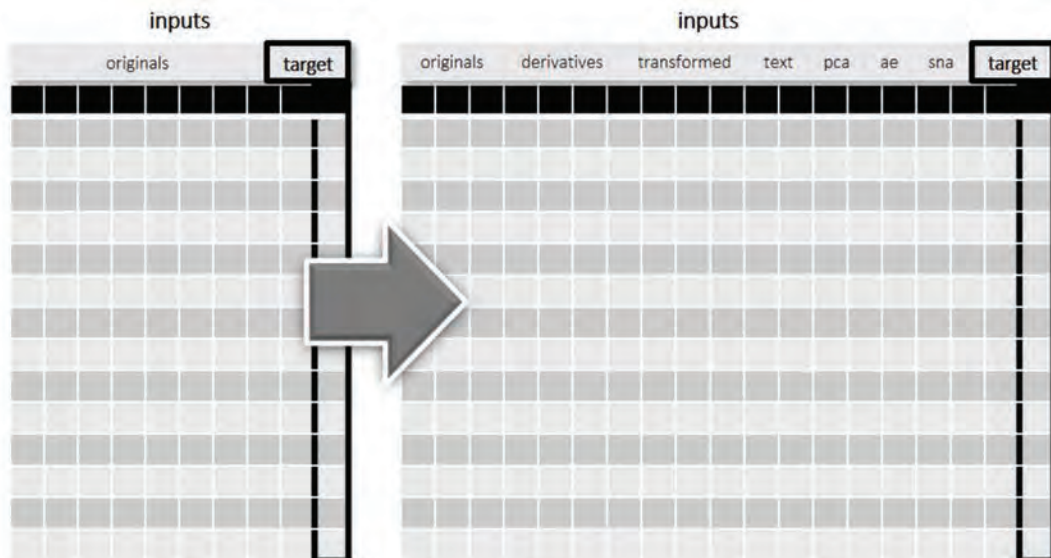 inputs
originals target
inputs
originals derivatives transformed text pca ae sna target